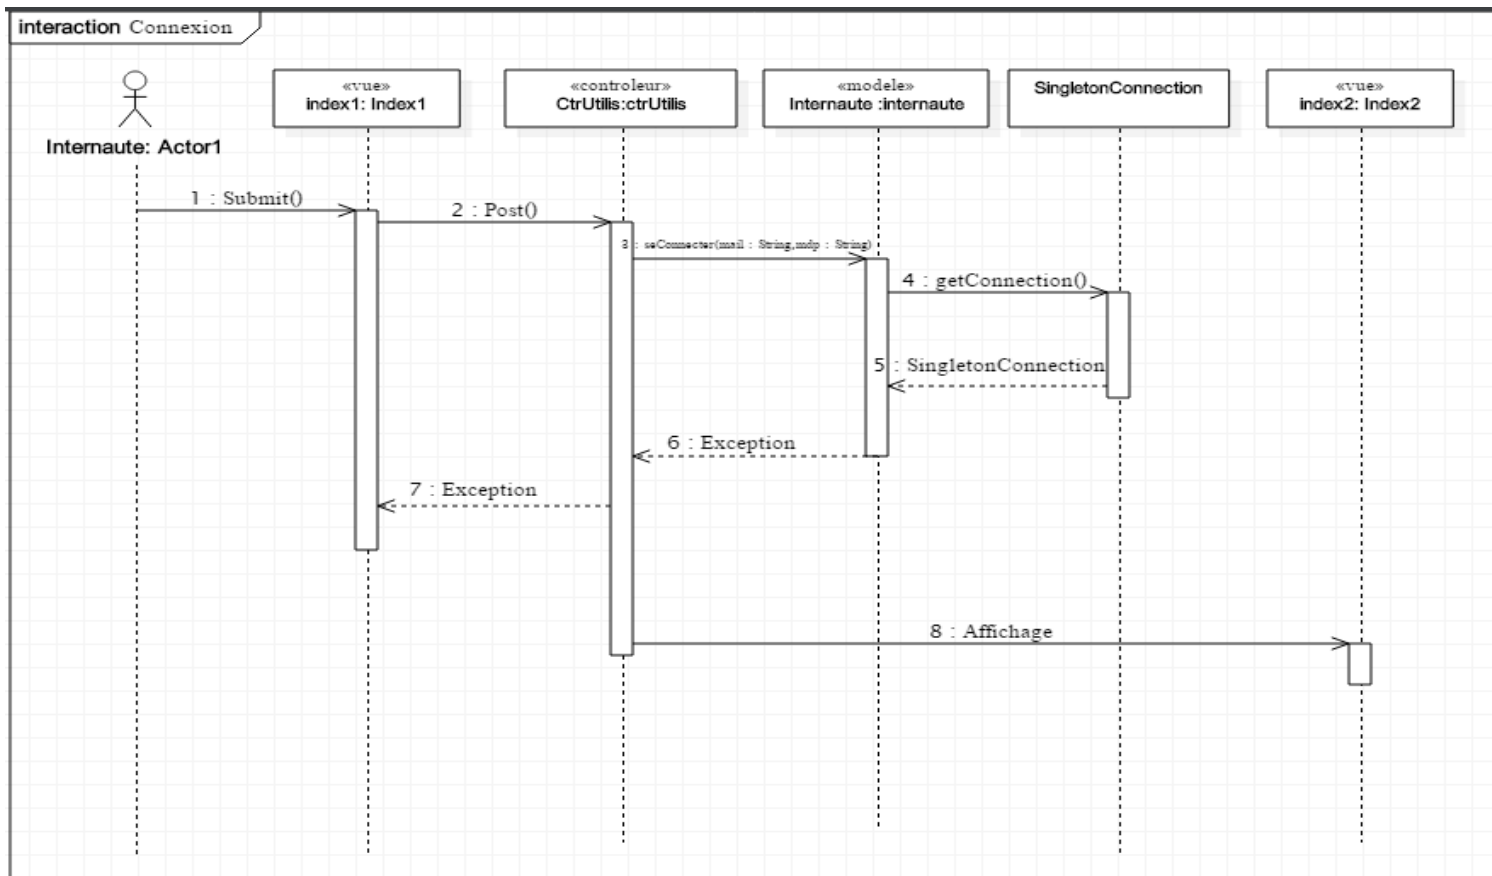 interaction Connexion
«vue»
index1: Index1
«controleur»
CtrUtilis:ctrUtilis
«modele»
Internaute :internaute
SingletonConnection
«vue»
index2: Index2
Internaute: Actor1
1 : Submit()
2 : Post()
3 : seConnecter(mail : String,mdp : String)
4 : getConnection()
5 : SingletonConnection
6 : Exception
7 : Exception
8 : Affichage